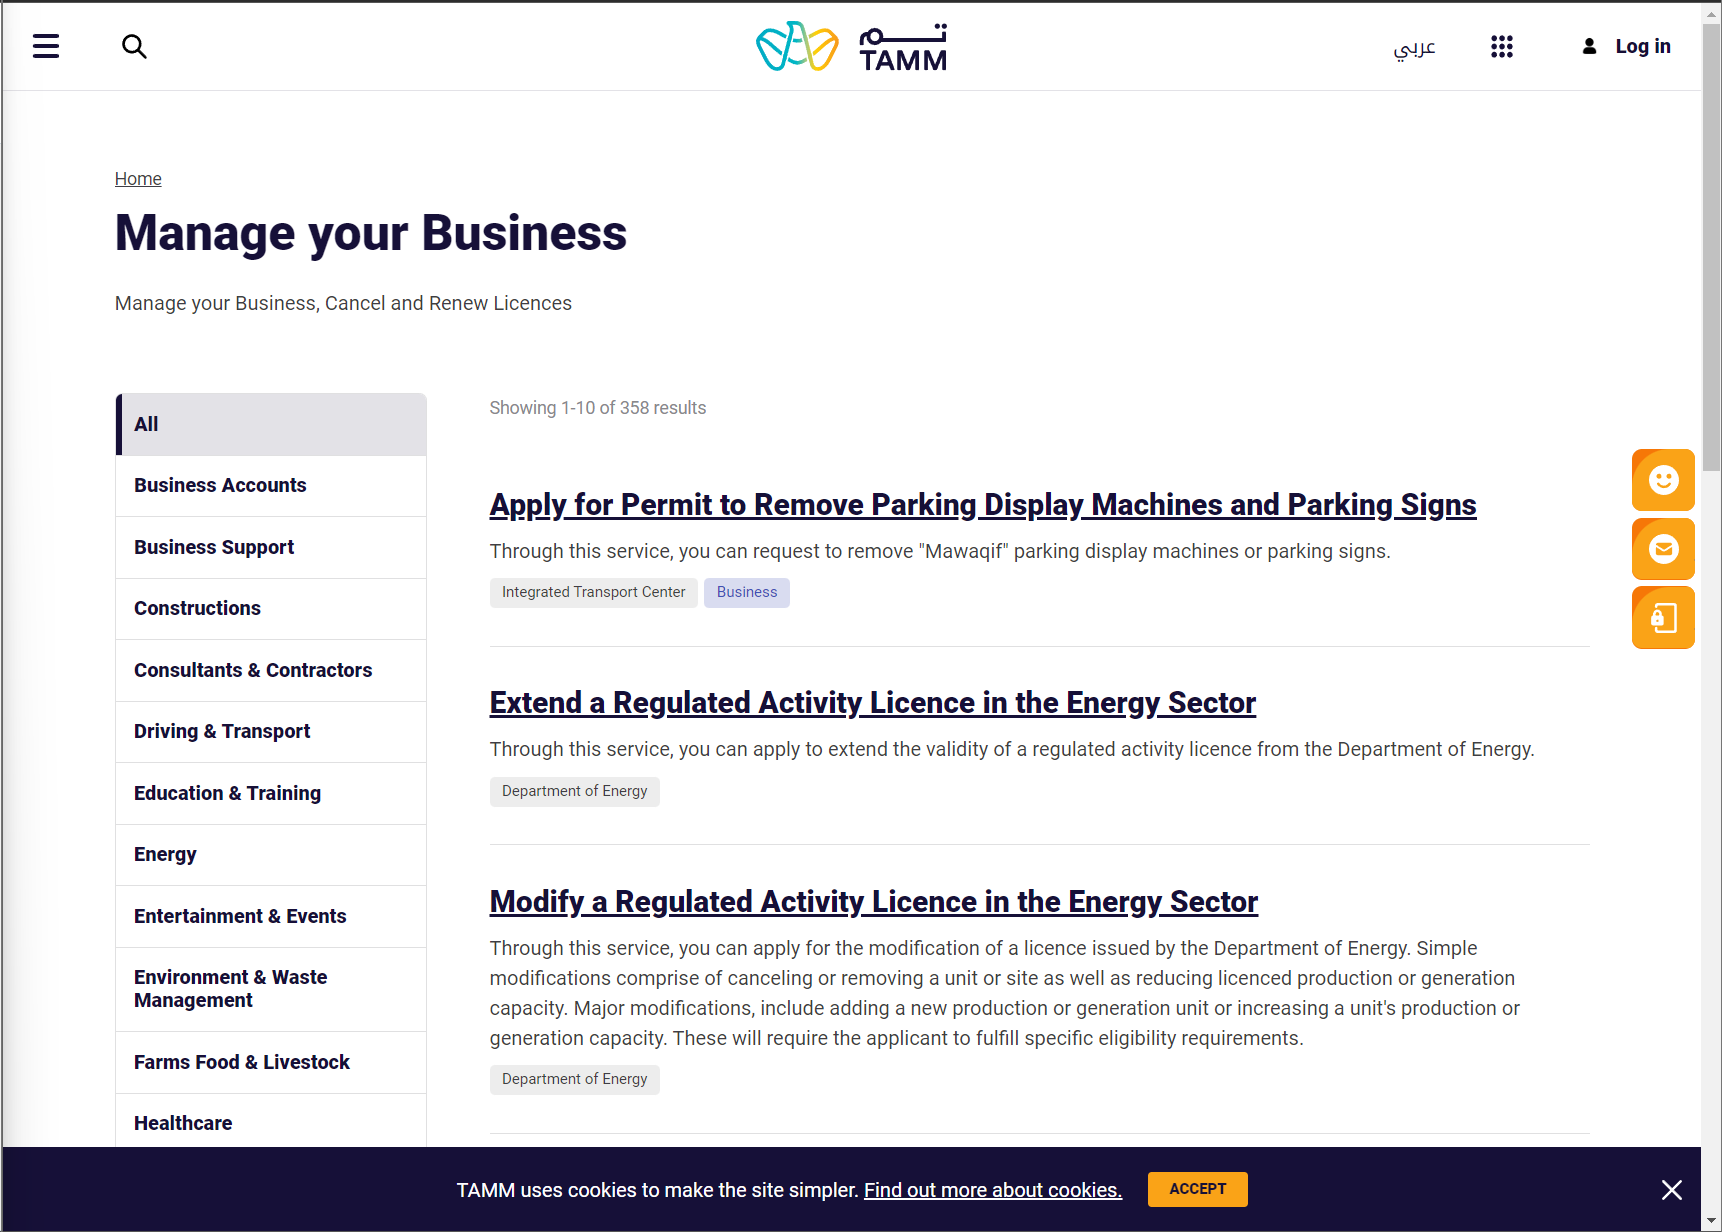 تـــم
TAMM
عربي
Log in
Home
Manage your Business
Manage your Business, Cancel and Renew Licences
All
Business Accounts
Business Support
Constructions
Consultants & Contractors
Driving & Transport
Education & Training
Energy
Entertainment & Events
Environment & Waste
Management
Farms Food & Livestock
Healthcare
Showing 1-10 of 358 results
Apply for Permit to Remove Parking Display Machines and Parking Signs
Through this service, you can request to remove "Mawaqif" parking display machines or parking signs.
Integrated Transport Center
Business
Extend a Regulated Activity Licence in the Energy Sector
Through this service, you can apply to extend the validity of a regulated activity licence from the Department of Energy.
Department of Energy
Modify a Regulated Activity Licence in the Energy Sector
Through this service, you can apply for the modification of a licence issued by the Department of Energy. Simple
modifications comprise of canceling or removing a unit or site as well as reducing licenced production or generation
capacity. Major modifications, include adding a new production or generation unit or increasing a unit's production or
generation capacity. These will require the applicant to fulfill specific eligibility requirements.
Department of Energy
TAMM uses cookies to make the site simpler. Find out more about cookies.
ACCEPT